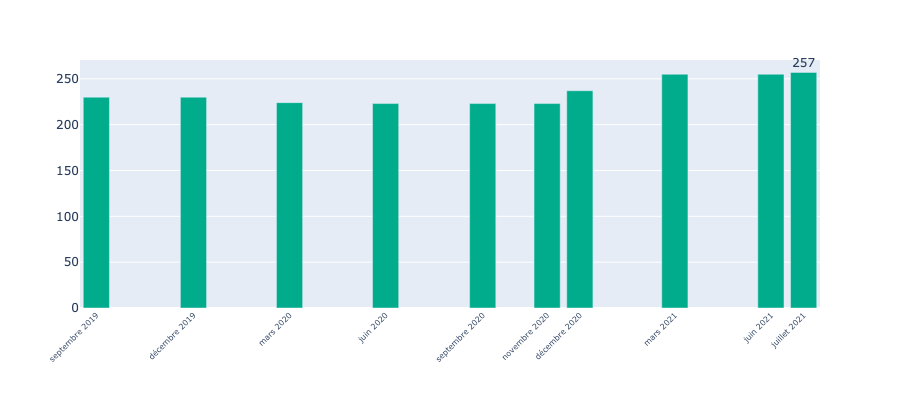 257
250
200
150
100
50
0
septembre 2019
décembre 2019
mars 2020
juin 2020
septembre 2020
novembre 2020
décembre 2020
mars 2021
juin 2021
juillet 2021